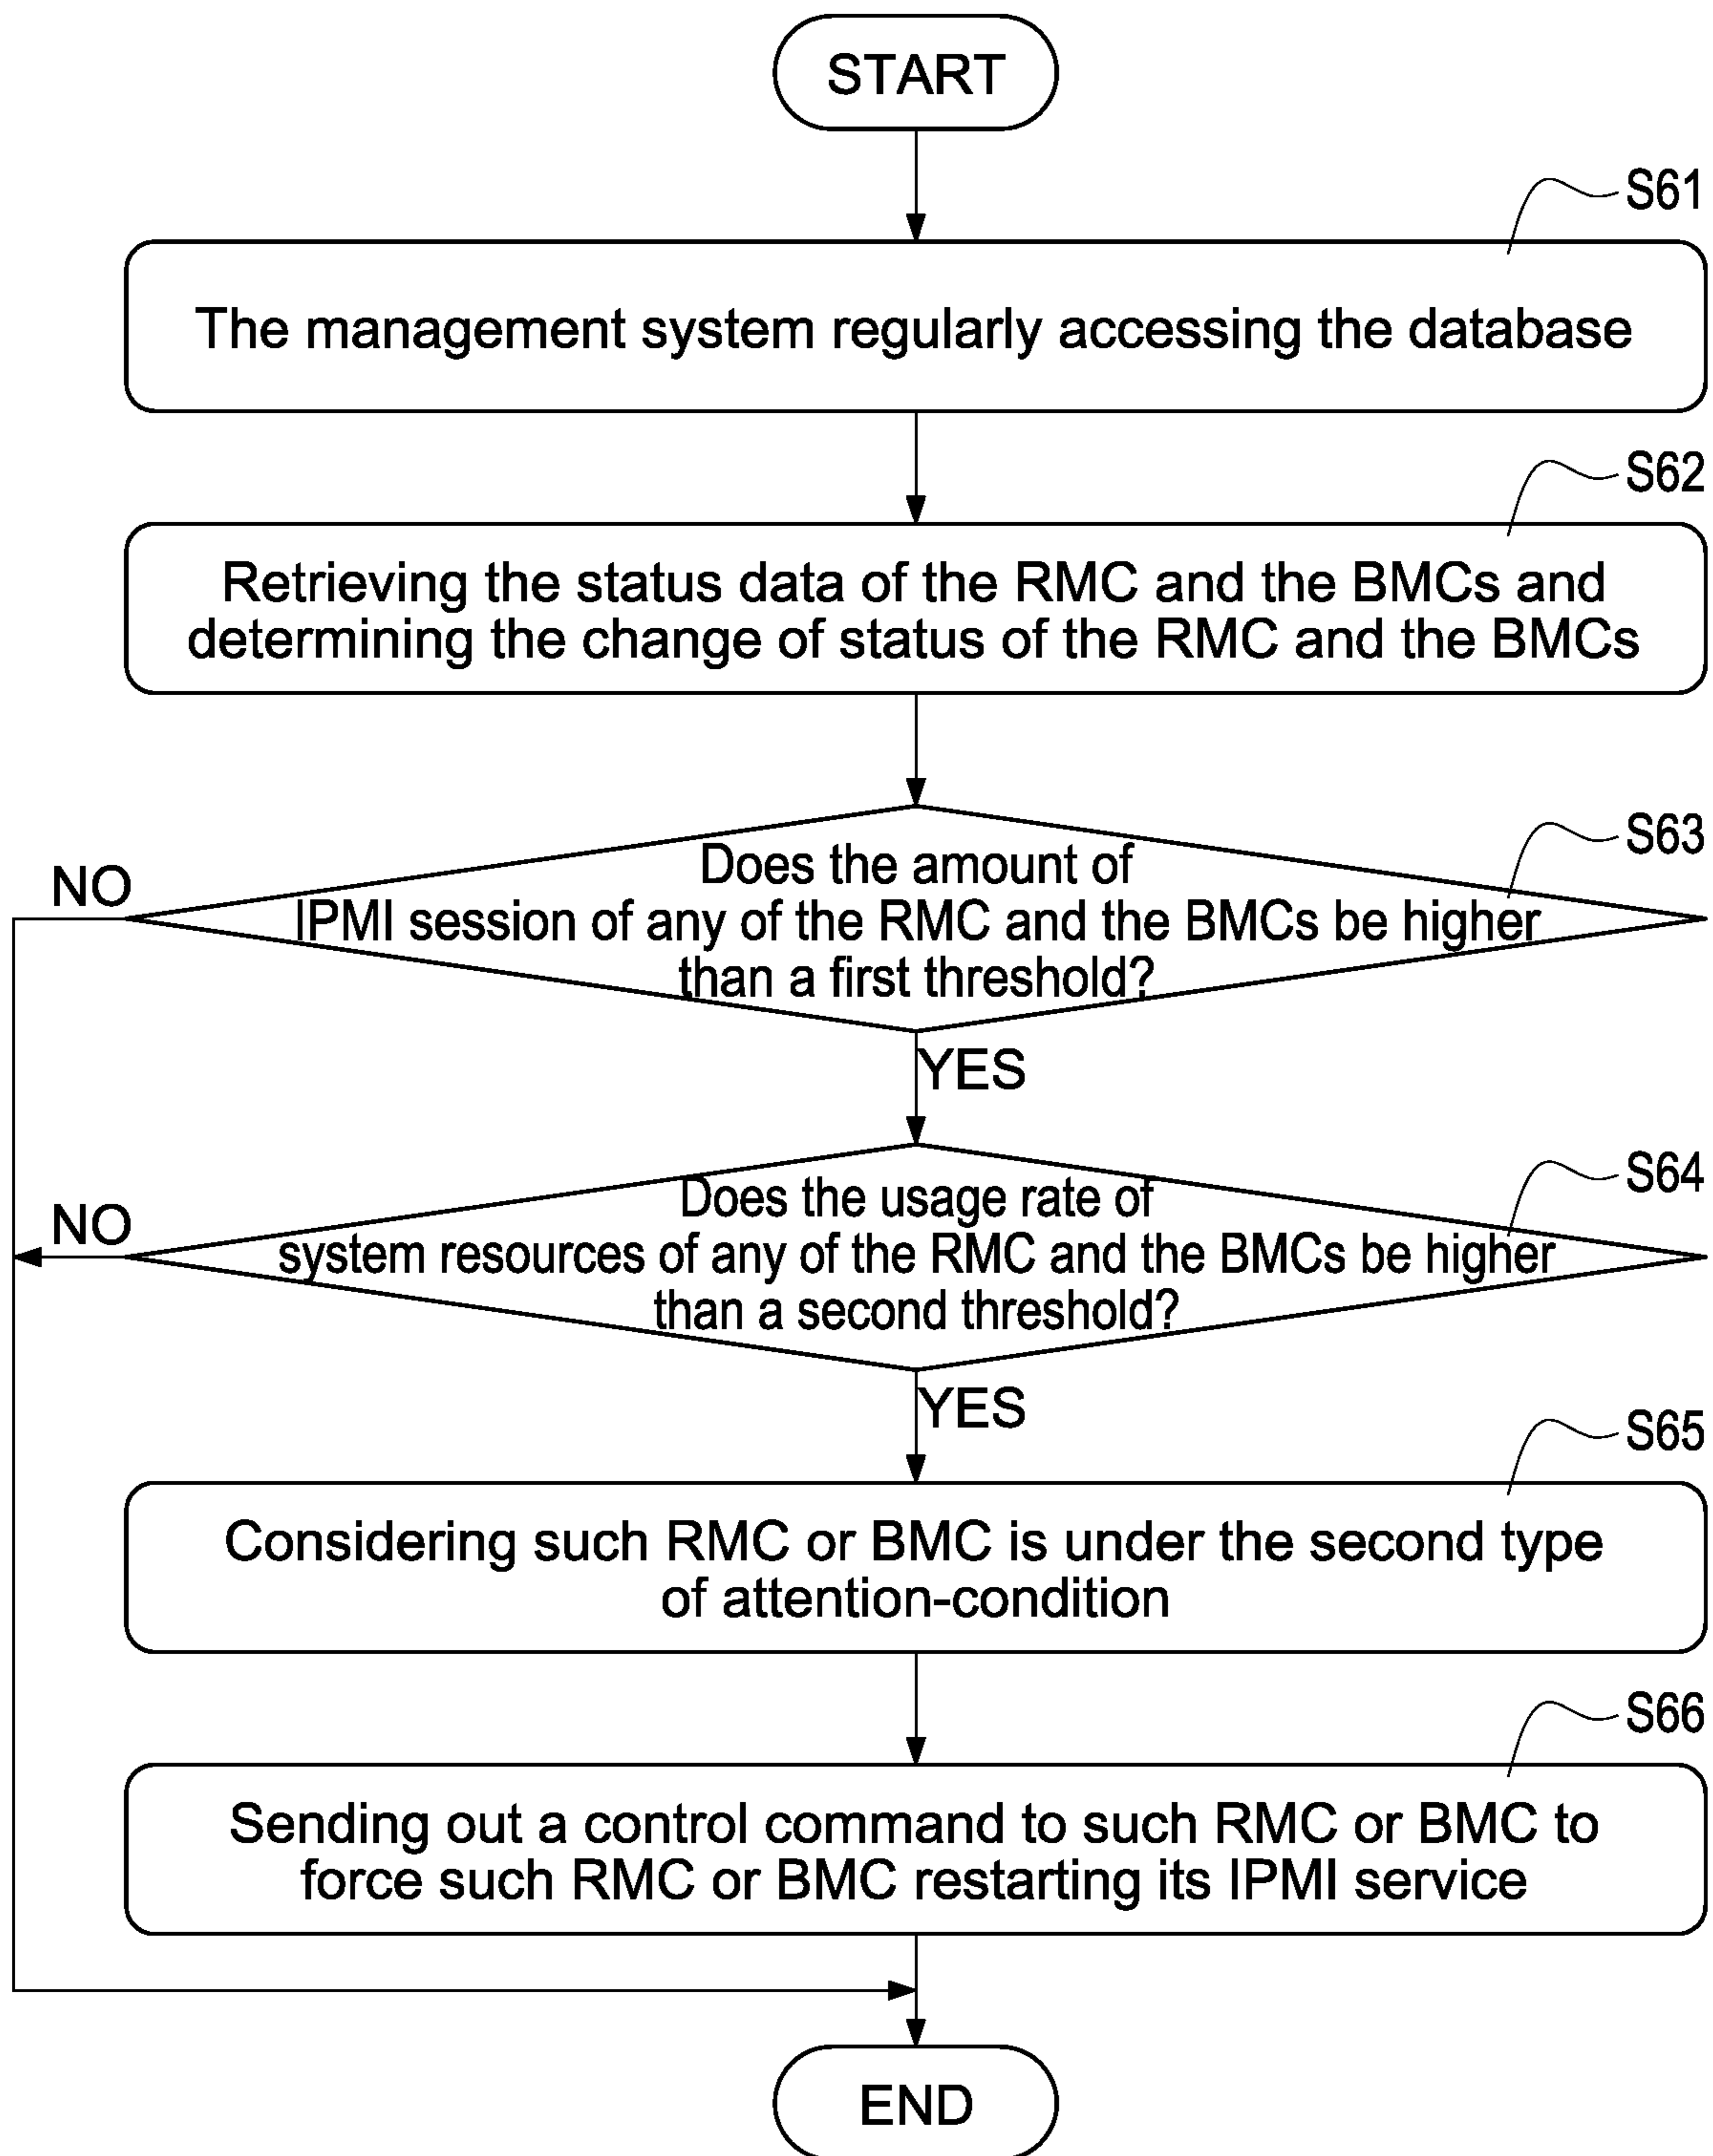 START
S61
The management system regularly accessing the database
S62
Retrieving the status data of the RMC and the BMCs and
determining the change of status of the RMC and the BMCs
S63
NO
Does the amount of
IPMI session of any of the RMC and the BMCs be higher
than a first threshold?
YES
S64
NO
Does the usage rate of
system resources of any of the RMC and the BMCs be higher
than a second threshold?
YES
S65
Considering such RMC or BMC is under the second type
of attention-condition
S66
Sending out a control command to such RMC or BMC to
force such RMC or BMC restarting its IPMI service
END